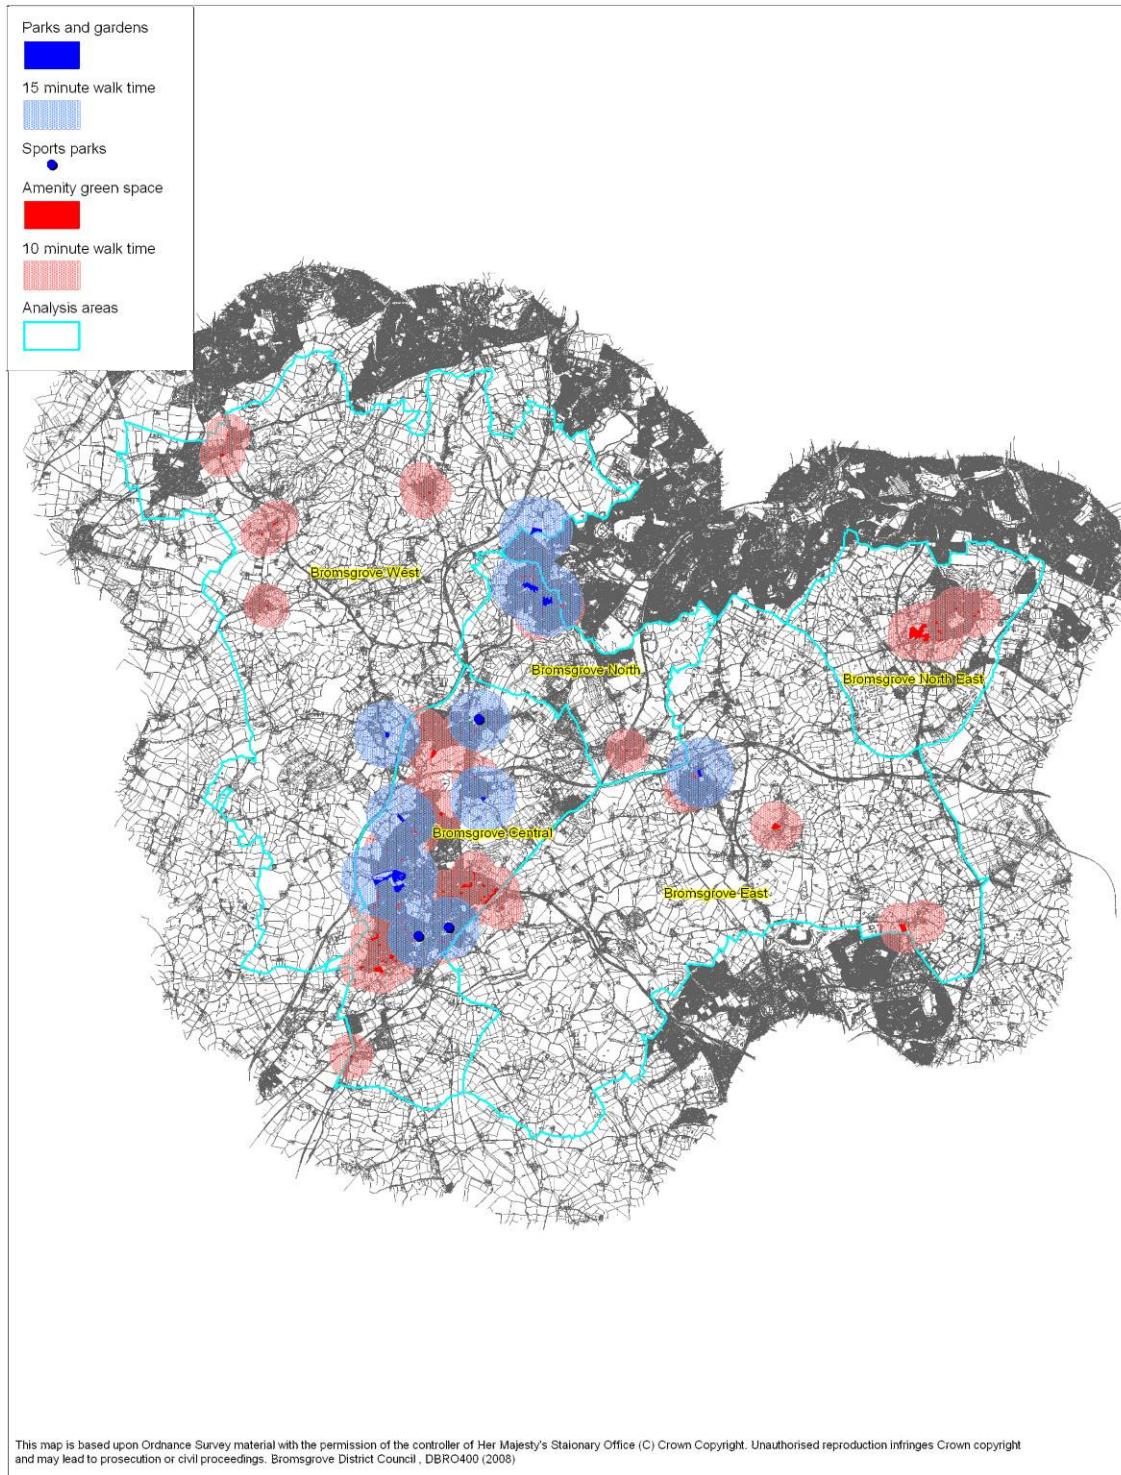 Parks and gardens
15 minute walk time
Sports parks
Amenity green space
10 minute walk time
Analysis areas
Bromsgrove West
Bromsgrove North
Bromsgrove North East
Bromsgrove Central
Bromsgrove East
This map is based upon Ordnance Survey material with the permission of the controller of Her Majesty's Staionary Office (C) Crown Copyright. Unauthorised reproduction infringes Crown copyright
and may lead to prosecution or civil proceedings. Bromsgrove District Council , DBRO400 (2008)